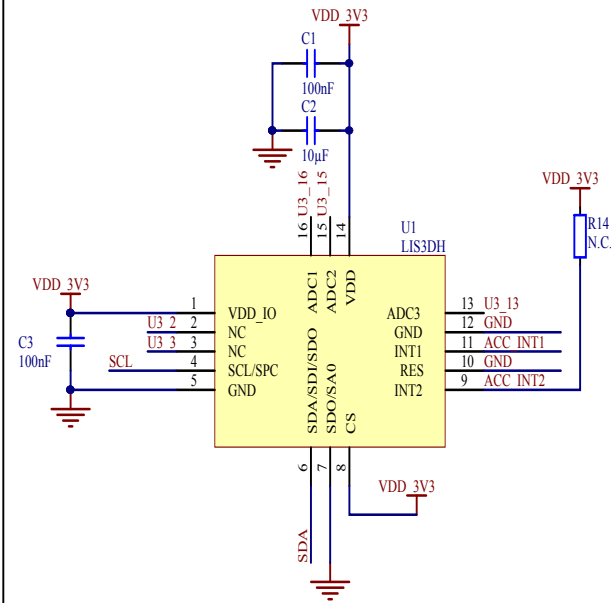 VDD_3V3
C1
100nF
C2
10µF
U3_16
U3_15
16
15
14
U1
LIS3DH
VDD_3V3
R14
N.C.
VDD_3V3
C3
100nF
U3_2
U3_3
SCL
1
2
3
4
5
VDD_IO
NC
NC
SCL/SPC
GND
ADC1
ADC2
VDD
ADC3
GND
INT1
RES
INT2
13 U3_13
12 GND
11 ACC_INT1
10 GND
9 ACC_INT2
SDA/SDI/SDO
SDO/SA0
CS
6
7
8
VDD_3V3
SDA